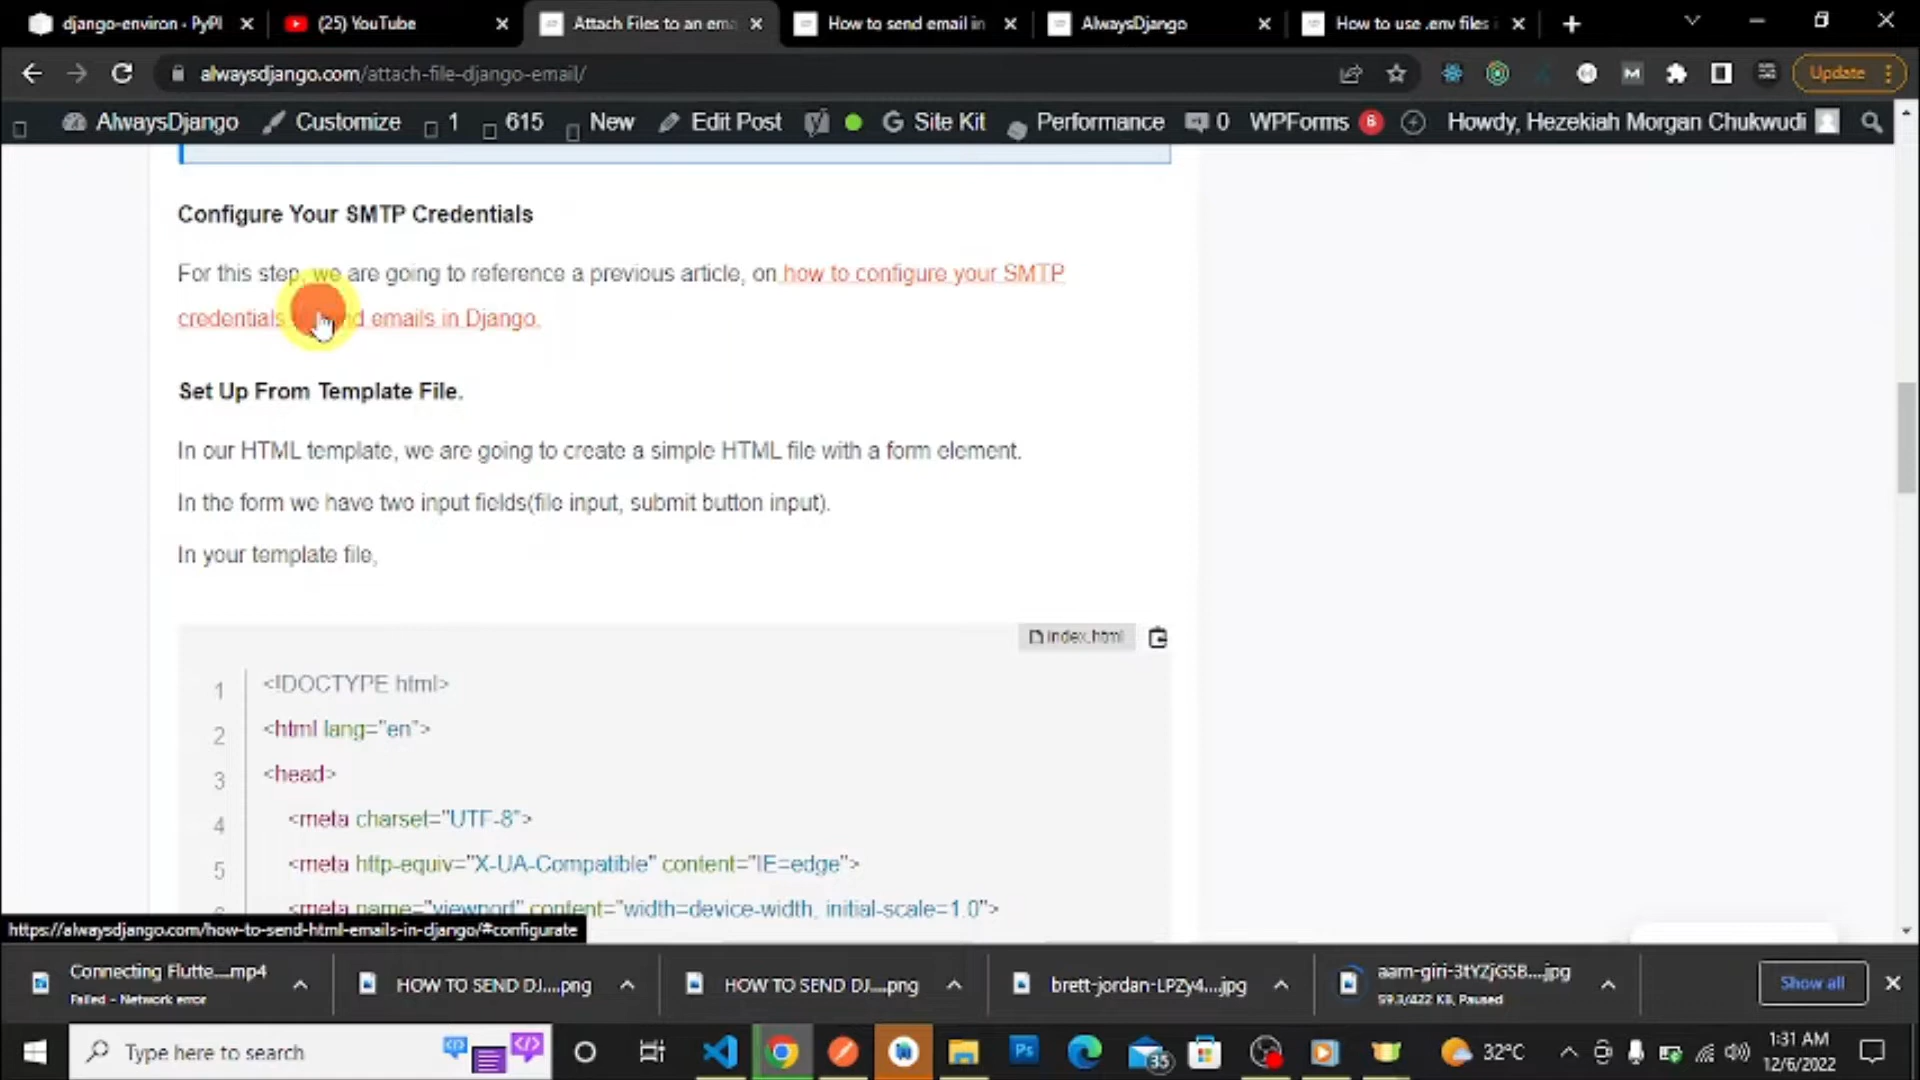 django-environ · PyPI
(25) YouTube
Attach Files to an ema
How to send email in
AlwaysDjango
How to use .env files i
alwaysdjango.com/attach-file-django-email/
Update
AlwaysDjango
Customize
1
615
New
Edit Post
Site Kit
Performance
0
WPForms
6
Howdy, Hezekiah Morgan Chukwudi
Configure Your SMTP Credentials
For this step, we are going to reference a previous article, on how to configure your SMTP
credentials emails in Django.
Set Up From Template File.
In our HTML template, we are going to create a simple HTML file with a form element.
In the form we have two input fields(file input, submit button input).
In your template file,
index.html
1 <!DOCTYPE html>
2 <html lang="en">
3 <head>
4 <meta charset="UTF-8">
5 <meta http-equiv="X-UA-Compatible" content="IE=edge">
<meta name="viewport" content="width=device-width, initial-scale=1.0">
https://alwaysdjango.com/how-to-send-html-emails-in-django/#configurate
Connecting Flutte....mp4
Failed - Network error
HOW TO SEND DJ....png
HOW TO SEND DJ....png
brett-jordan-LPZy4....jpg
aarn-giri-3tYZjGSB....jpg
59.3/422 KB, Paused
Show all
Type here to search
Ps
35
32°C
1:31 AM
12/6/2022